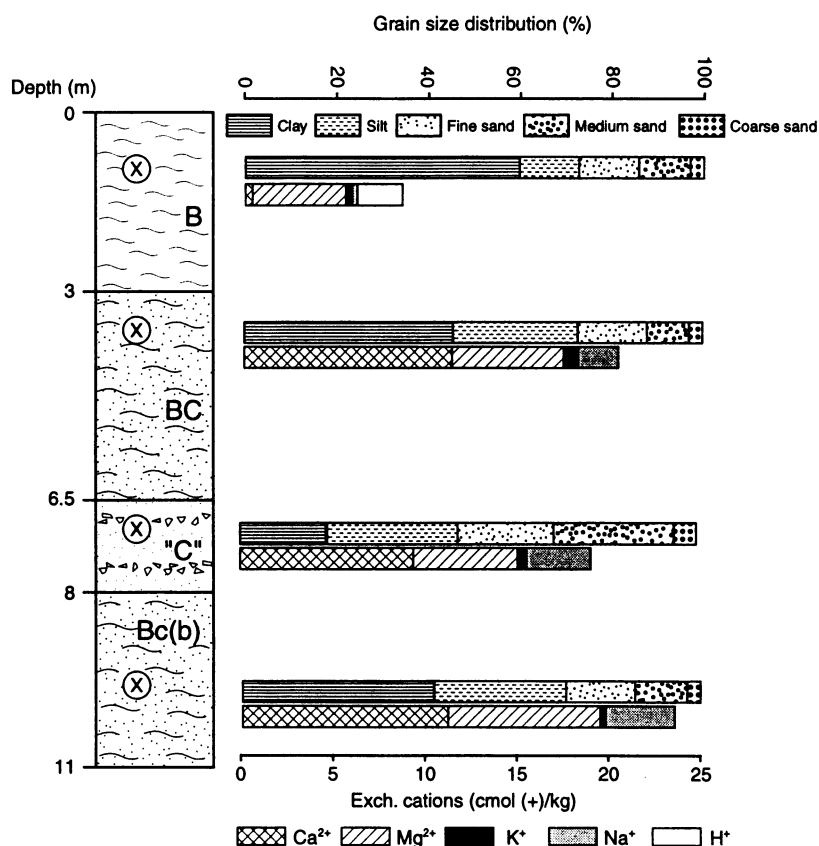 Grain size distribution (%)
0 20 40 60 80 100
Depth (m)
0
Clay Silt Fine sand Medium sand Coarse sand
X
B
3
X
BC
6.5
X
"C"
8
Bc(b)
X
11
0 5 10 15 20 25
Exch. cations (cmol (+)/kg)
Ca²⁺ Mg²⁺ K⁺ Na⁺ H⁺